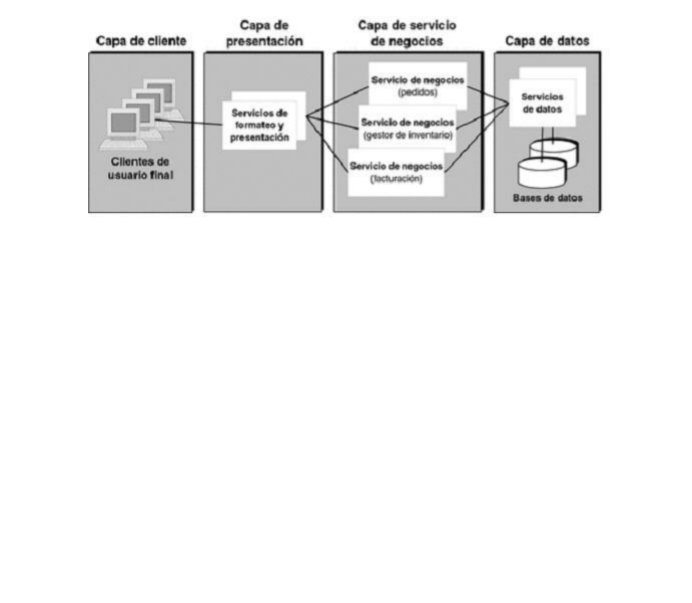 Capa de cliente
Clientes de
usuario final
Capa de
presentación
Servicios de
formateo y
presentación
Capa de servicio
de negocios
Servicio de negocios
(pedidos)
Servicio de negocios
(gestor de inventario)
Servicio de negocios
(facturación)
Capa de datos
Servicios
de datos
Bases de datos